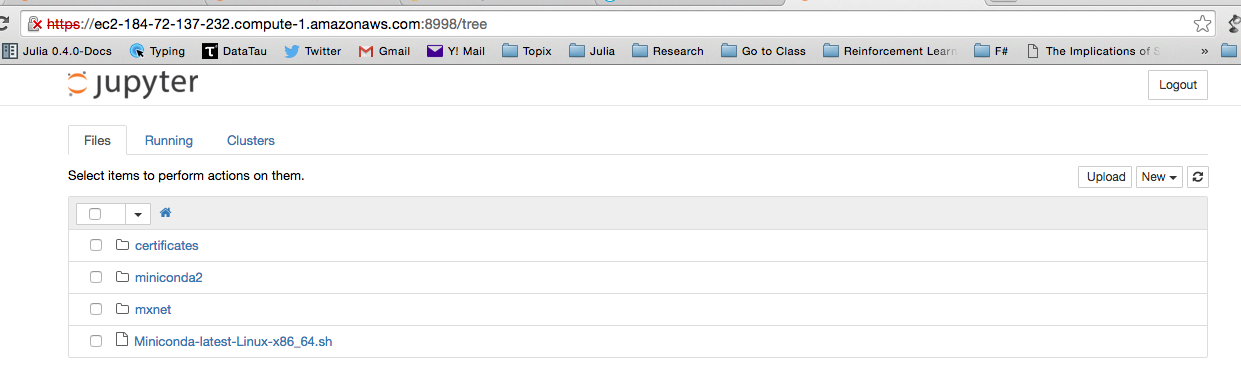 https://ec2-184-72-137-232.compute-1.amazonaws.com:8998/tree
Julia 0.4.0-Docs Typing DataTau Twitter Gmail Y! Mail Topix Julia Research Go to Class Reinforcement Learn F# The Implications of S »
jupyter Logout
Files Running Clusters
Select items to perform actions on them. Upload New
certificates
miniconda2
mxnet
Miniconda-latest-Linux-x86_64.sh